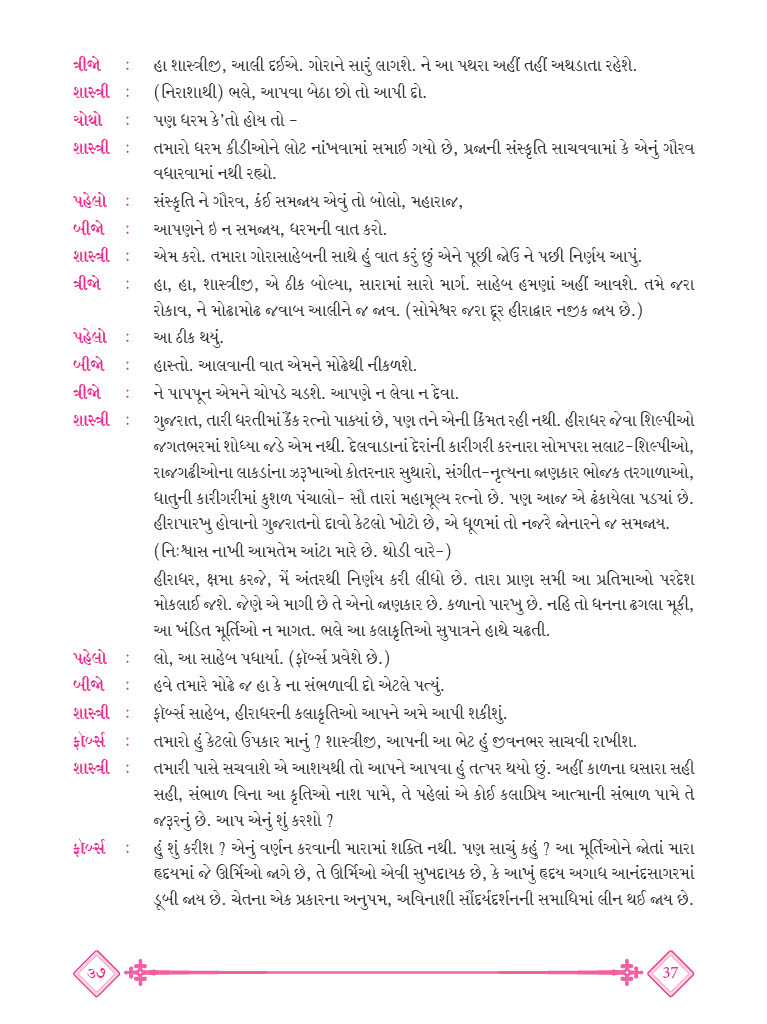 ત્રીજો : હા શાસ્ત્રીજી, આલી દઈએ. ગોરાને સારું લાગશે. ને આ પથરા અહીં તહીં અથડાતા રહેશે.
શાસ્ત્રી : (નિરાશાથી) ભલે, આપવા બેઠા છો તો આપી દો.
ચોથો : પણ ધરમ કે'તો હોય તો -
શાસ્ત્રી : તમારો ધરમ કીડીઓને લોટ નાંખવામાં સમાઈ ગયો છે, પ્રજાની સંસ્કૃતિ સાચવવામાં કે એનું ગૌરવ
વધારવામાં નથી રહ્યો.
પહેલો : સંસ્કૃતિ ને ગૌરવ, કંઈ સમજાય એવું તો બોલો, મહારાજ,
બીજો : આપણને ઇ ન સમજાય, ધરમની વાત કરો.
શાસ્ત્રી : એમ કરો. તમારા ગોરાસાહેબની સાથે હું વાત કરું છું એને પૂછી જોઉં ને પછી નિર્ણય આપું.
ત્રીજો : હા, હા, શાસ્ત્રીજી, એ ઠીક બોલ્યા, સારામાં સારો માર્ગ. સાહેબ હમણાં અહીં આવશે. તમે જરા
રોકાવ, ને મોઢામોઢ જવાબ આલીને જ જાવ. (સોમેશ્વર જરા દૂર હીરાદ્વાર નજીક જાય છે.)
પહેલો : આ ઠીક થયું.
બીજો : હાસ્તો. આલવાની વાત એમને મોઢેથી નીકળશે.
ત્રીજો : ને પાપપૂન એમને ચોપડે ચડશે. આપણે ન લેવા ન દેવા.
શાસ્ત્રી : ગુજરાત, તારી ધરતીમાં કૈંક રત્નો પાક્યાં છે, પણ તને એની કિંમત રહી નથી. હીરાધર જેવા શિલ્પીઓ
જગતભરમાં શોધ્યા જડે એમ નથી. દેલવાડાનાં દેરાંની કારીગરી કરનારા સોમપરા સલાટ-શિલ્પીઓ,
રાજગઢીઓના લાકડાંના ઝરૂખાઓ કોતરનાર સુથારો, સંગીત-નૃત્યના જાણકાર ભોજક તરગાળાઓ,
ધાતુની કારીગરીમાં કુશળ પંચાલો- સૌ તારાં મહામૂલ્ય રત્નો છે. પણ આજ એ ઢંકાયેલા પડ્યાં છે.
હીરાપારખુ હોવાનો ગુજરાતનો દાવો કેટલો ખોટો છે, એ ધૂળમાં તો નજરે જોનારને જ સમજાય.
(નિઃશ્વાસ નાખી આમતેમ આંટા મારે છે. થોડી વારે-)
હીરાધર, ક્ષમા કરજે, મેં અંતરથી નિર્ણય કરી લીધો છે. તારા પ્રાણ સમી આ પ્રતિમાઓ પરદેશ
મોકલાઈ જશે. જેણે એ માગી છે તે એનો જાણકાર છે. કળાનો પારખુ છે. નહિ તો ધનના ઢગલા મૂકી,
આ ખંડિત મૂર્તિઓ ન માગત. ભલે આ કલાકૃતિઓ સુપાત્રને હાથે ચઢતી.
પહેલો : લો, આ સાહેબ પધાર્યા. (ફૉર્બ્સ પ્રવેશે છે.)
બીજો : હવે તમારે મોઢે જ હા કે ના સંભળાવી દો એટલે પત્યું.
શાસ્ત્રી : ફૉર્બ્સ સાહેબ, હીરાધરની કલાકૃતિઓ આપને અમે આપી શકીશું.
ફૉર્બ્સ : તમારો હું કેટલો ઉપકાર માનું ? શાસ્ત્રીજી, આપની આ ભેટ હું જીવનભર સાચવી રાખીશ.
શાસ્ત્રી : તમારી પાસે સચવાશે એ આશયથી તો આપને આપવા હું તત્પર થયો છું. અહીં કાળના ઘસારા સહી
સહી, સંભાળ વિના આ કૃતિઓ નાશ પામે, તે પહેલાં એ કોઈ કલાપ્રિય આત્માની સંભાળ પામે તે
જરૂરનું છે. આપ એનું શું કરશો ?
ફૉર્બ્સ : હું શું કરીશ ? એનું વર્ણન કરવાની મારામાં શક્તિ નથી. પણ સાચું કહું ? આ મૂર્તિઓને જોતાં મારા
હૃદયમાં જે ઊર્મિઓ જાગે છે, તે ઊર્મિઓ એવી સુખદાયક છે, કે આખું હૃદય અગાધ આનંદસાગરમાં
ડૂબી જાય છે. ચેતના એક પ્રકારના અનુપમ, અવિનાશી સૌંદર્યદર્શનની સમાધિમાં લીન થઈ જાય છે.
૩૭ 37